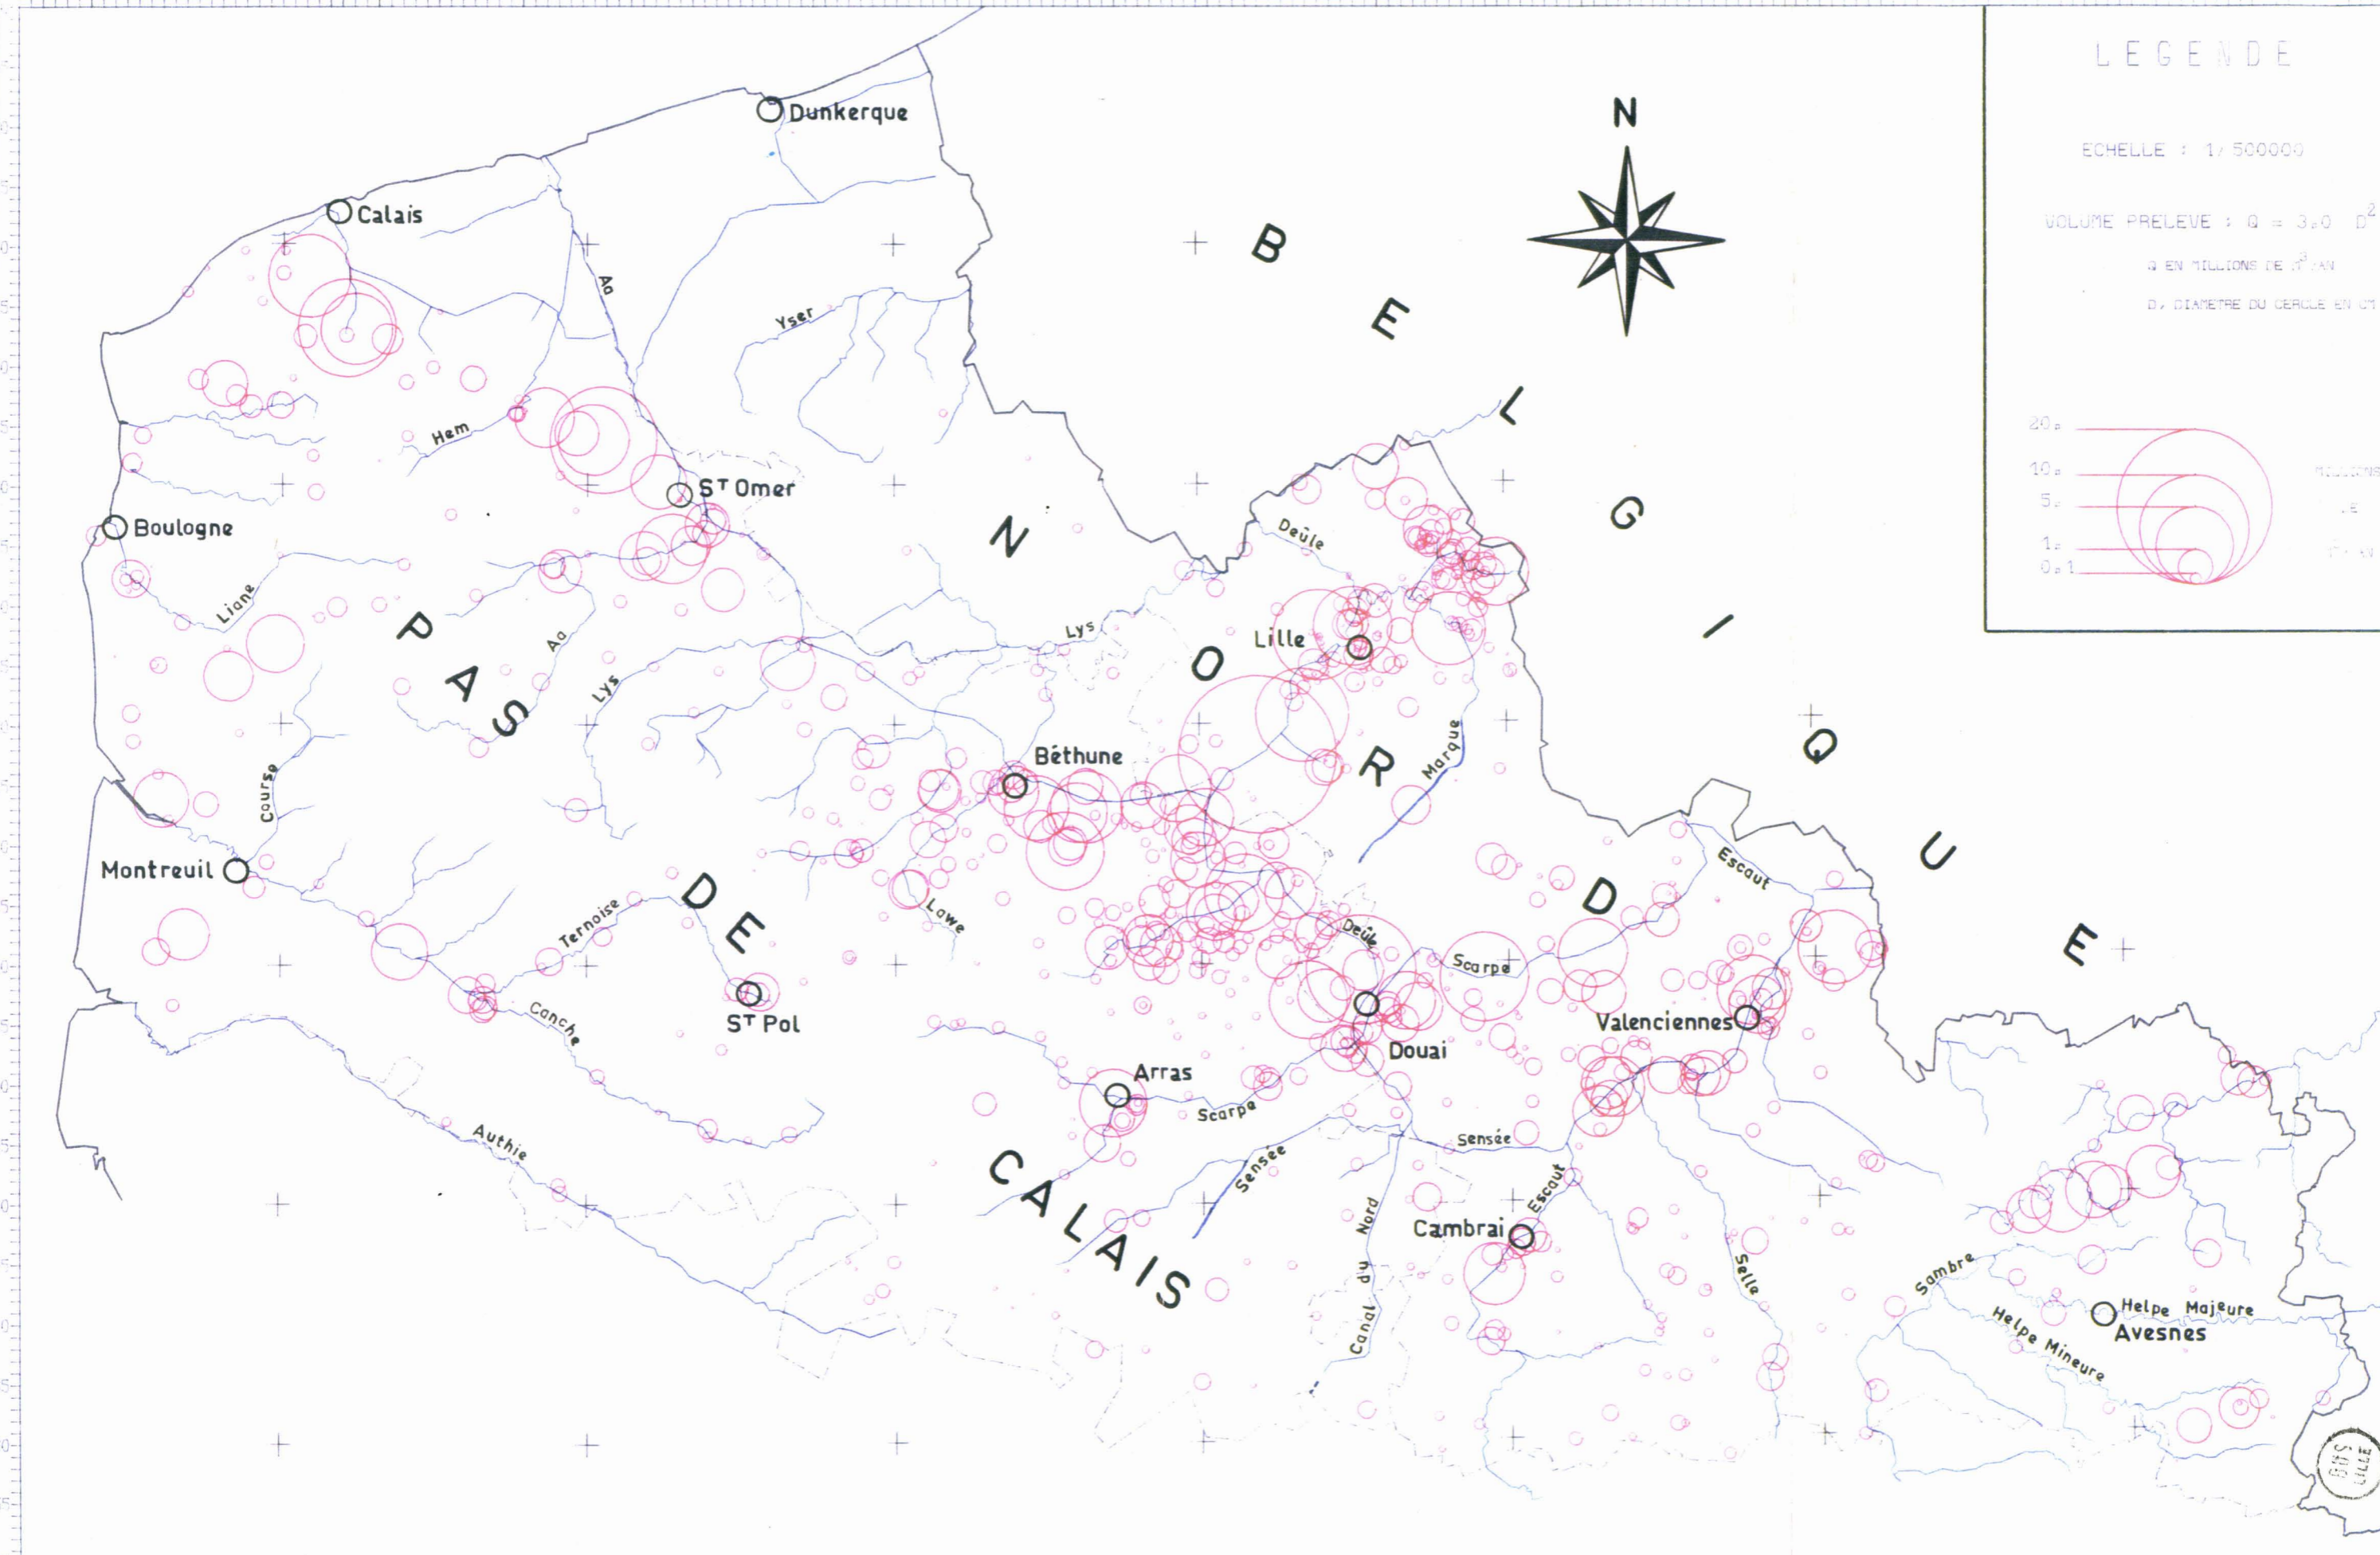 LEGENDE
ECHELLE : 1/500000
VOLUME PRELEVE : Q = 3.0 D²
Q EN MILLIONS DE M³/AN
D, DIAMETRE DU CERCLE EN CM
20.
10.
5.
1.
0.1
MILLIONS
DE
N
Dunkerque
Calais
Aa
Yser
Hem
Sᵀ Omer
Boulogne
Liane
Aa
Lys
Lys
Deûle
Lille
Marque
Béthune
Course
Montreuil
Ternoise
Lawe
Deûle
Scarpe
Escaut
Canche
Sᵀ Pol
Valenciennes
Douai
Arras
Scarpe
Authie
Sensée
Sensée
Escaut
Canal du Nord
Cambrai
Selle
Sambre
Helpe Majeure
Avesnes
Helpe Mineure
BELGIQUE
NORD
PAS DE CALAIS
LILLE